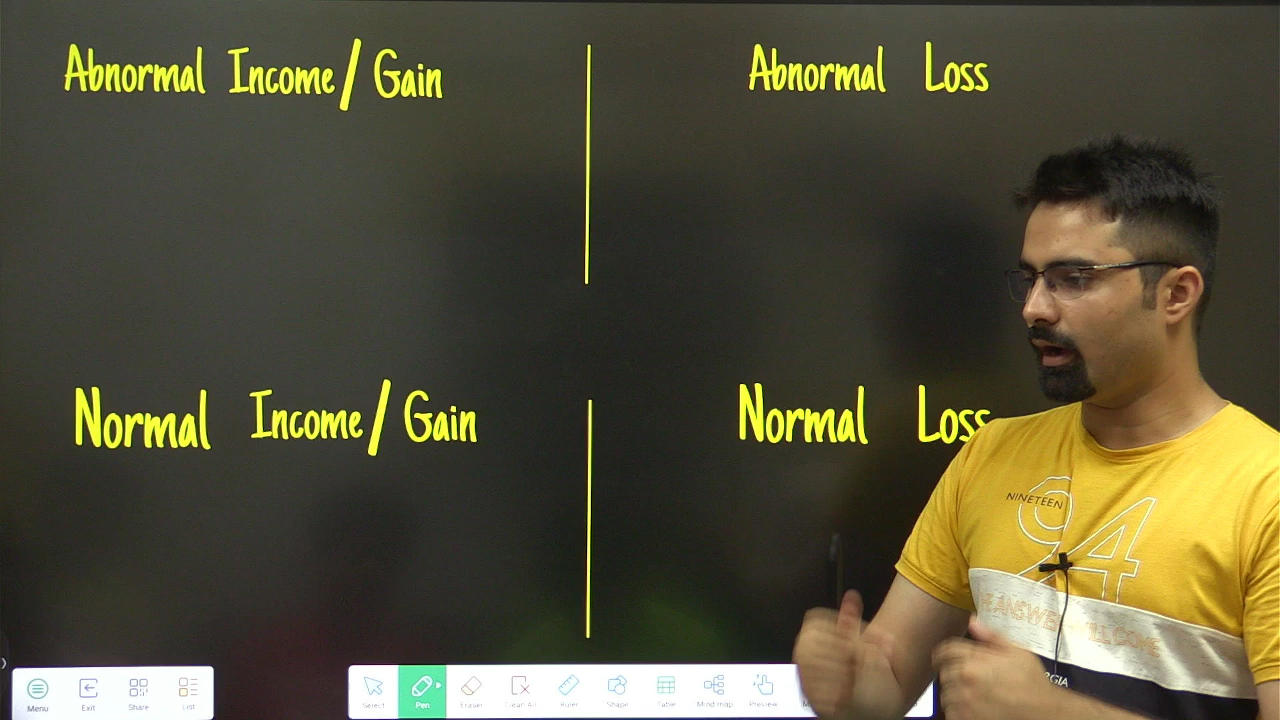 Abnormal Income/Gain
Abnormal Loss
Normal Income/Gain
Normal Loss
NINETEEN
94
Menu
Exit
Share
List
Select
Pen
Eraser
Clean All
Ruler
Shape
Table
Mind map
Preview